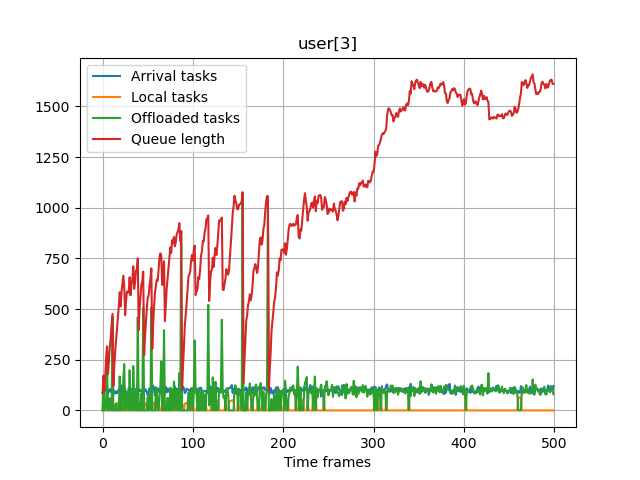 user[3]
Arrival tasks
Local tasks
Offloaded tasks
Queue length
1500
1250
1000
750
500
250
0
0 100 200 300 400 500
Time frames